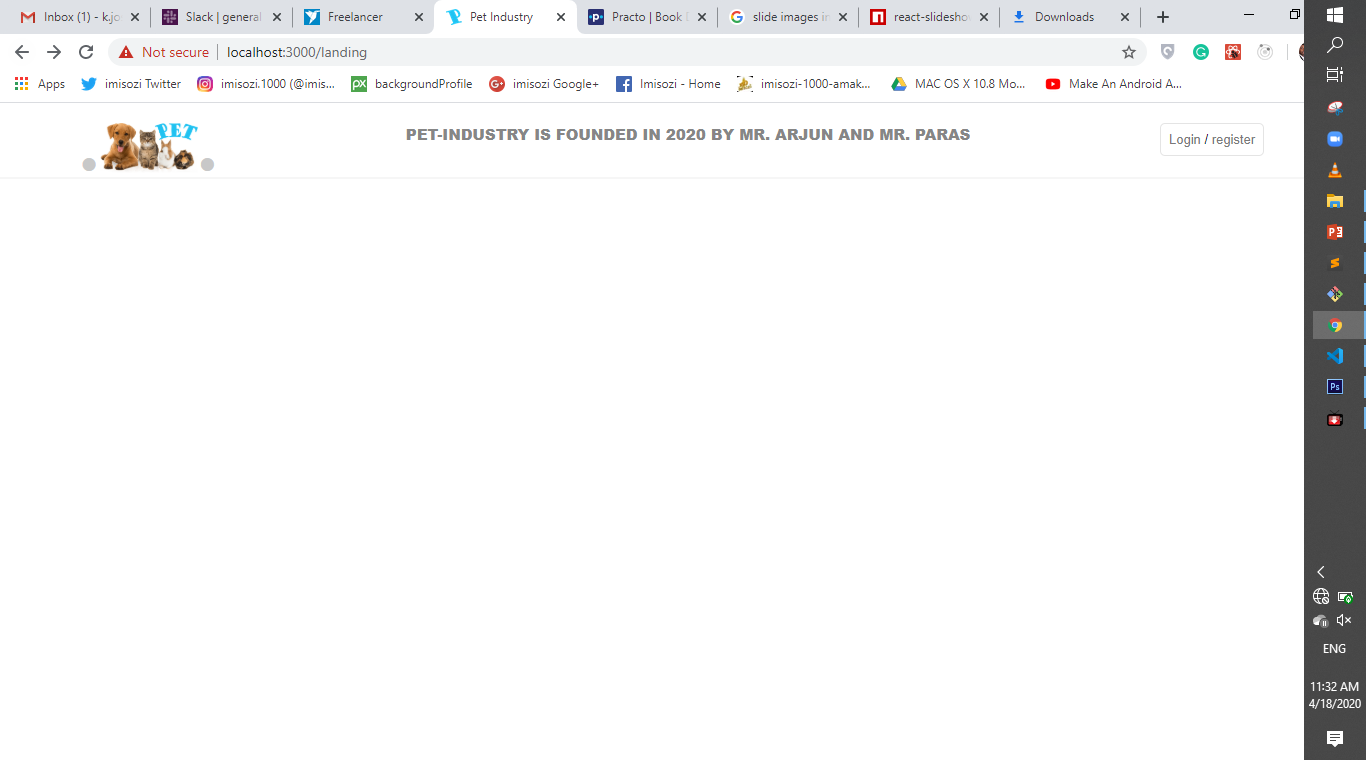 Inbox (1) - k.jo
Slack | general
Freelancer
Pet Industry
Practo | Book
slide images in
react-slideshow
Downloads
Not secure
localhost:3000/landing
Apps
imisozi Twitter
imisozi.1000 (@imis...
backgroundProfile
imisozi Google+
Imisozi - Home
imisozi-1000-amak...
MAC OS X 10.8 Mo...
Make An Android A...
PET
PET-INDUSTRY IS FOUNDED IN 2020 BY MR. ARJUN AND MR. PARAS
Login / register
ENG
11:32 AM
4/18/2020